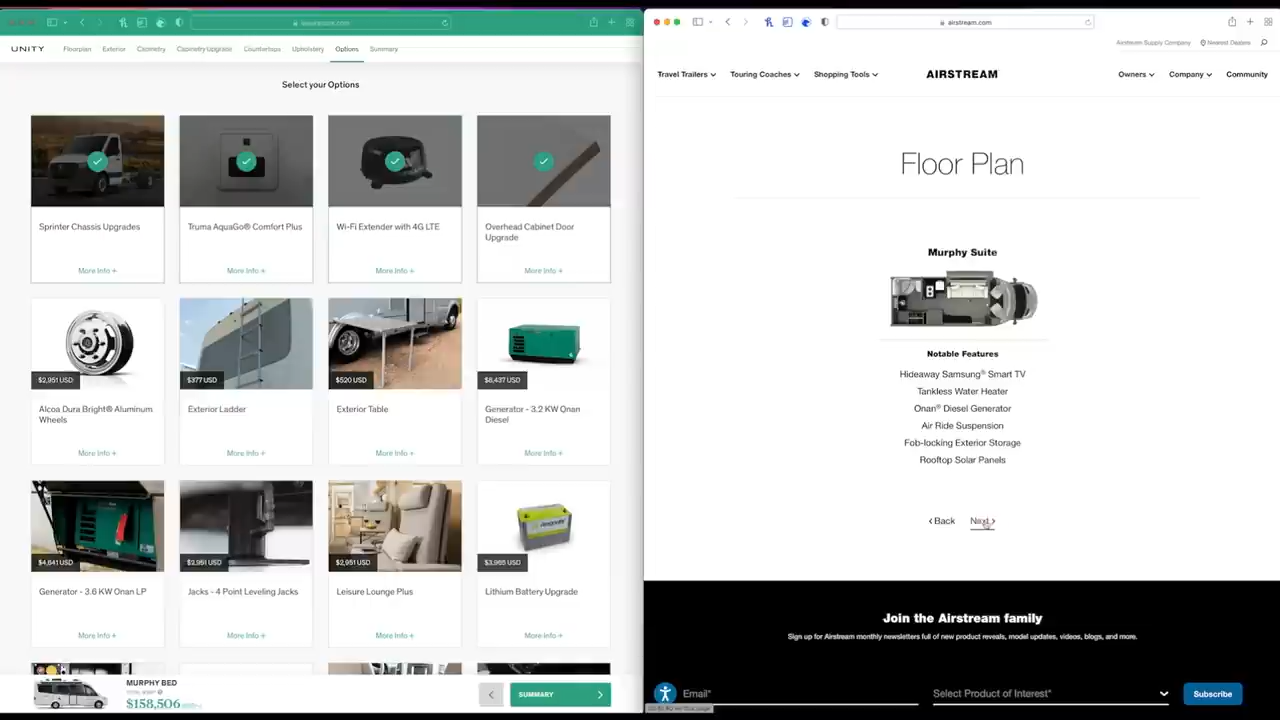 UNITY
Floorplan
Exterior
Cabinetry
Cabinetry Upgrade
Countertops
Upholstery
Options
Summary
Select your Options
Sprinter Chassis Upgrades
More Info +
Truma AquaGo® Comfort Plus
More Info +
Wi-Fi Extender with 4G LTE
More Info +
Overhead Cabinet Door
Upgrade
More Info +
$2,951 USD
Alcoa Dura Bright® Aluminum
Wheels
More Info +
$377 USD
Exterior Ladder
More Info +
$520 USD
Exterior Table
More Info +
$6,437 USD
Generator - 3.2 KW Onan
Diesel
More Info +
$4,641 USD
Generator - 3.6 KW Onan LP
More Info +
$2,951 USD
Jacks - 4 Point Leveling Jacks
More Info +
$2,951 USD
Leisure Lounge Plus
More Info +
$3,965 USD
Lithium Battery Upgrade
More Info +
MURPHY BED
$158,506
SUMMARY
airstream.com
Airstream Supply Company
Nearest Dealers
Travel Trailers
Touring Coaches
Shopping Tools
AIRSTREAM
Owners
Company
Community
Floor Plan
Murphy Suite
Notable Features
Hideaway Samsung® Smart TV
Tankless Water Heater
Onan® Diesel Generator
Air Ride Suspension
Fob-locking Exterior Storage
Rooftop Solar Panels
‹ Back
Next ›
Join the Airstream family
Sign up for Airstream monthly newsletters full of new product reveals, model updates, videos, blogs, and more.
Email*
Select Product of Interest*
Subscribe